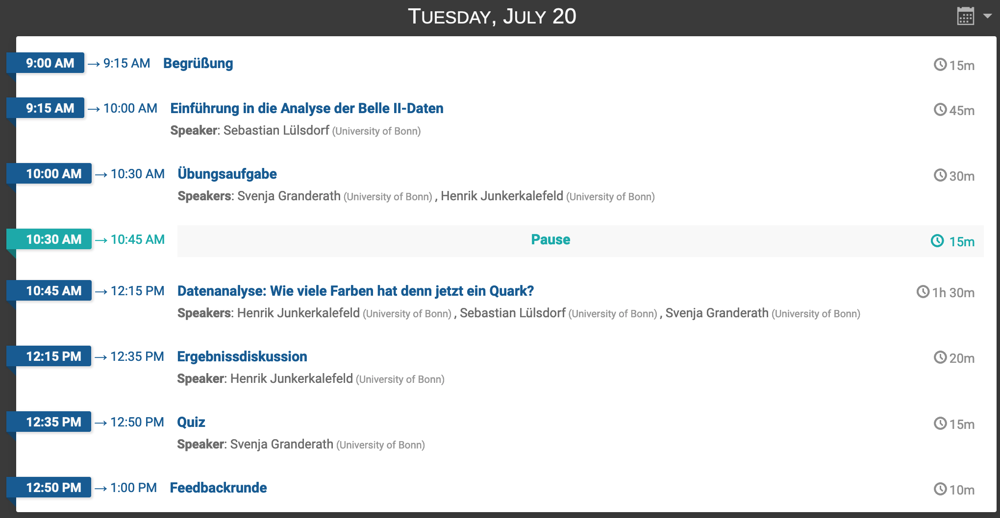 TUESDAY, JULY 20
9:00 AM → 9:15 AM Begrüßung 15m
9:15 AM → 10:00 AM Einführung in die Analyse der Belle II-Daten 45m
Speaker: Sebastian Lülsdorf (University of Bonn)
10:00 AM → 10:30 AM Übungsaufgabe 30m
Speakers: Svenja Granderath (University of Bonn) , Henrik Junkerkalefeld (University of Bonn)
10:30 AM → 10:45 AM Pause 15m
10:45 AM → 12:15 PM Datenanalyse: Wie viele Farben hat denn jetzt ein Quark? 1h 30m
Speakers: Henrik Junkerkalefeld (University of Bonn) , Sebastian Lülsdorf (University of Bonn) , Svenja Granderath (University of Bonn)
12:15 PM → 12:35 PM Ergebnissdiskussion 20m
Speaker: Henrik Junkerkalefeld (University of Bonn)
12:35 PM → 12:50 PM Quiz 15m
Speaker: Svenja Granderath (University of Bonn)
12:50 PM → 1:00 PM Feedbackrunde 10m